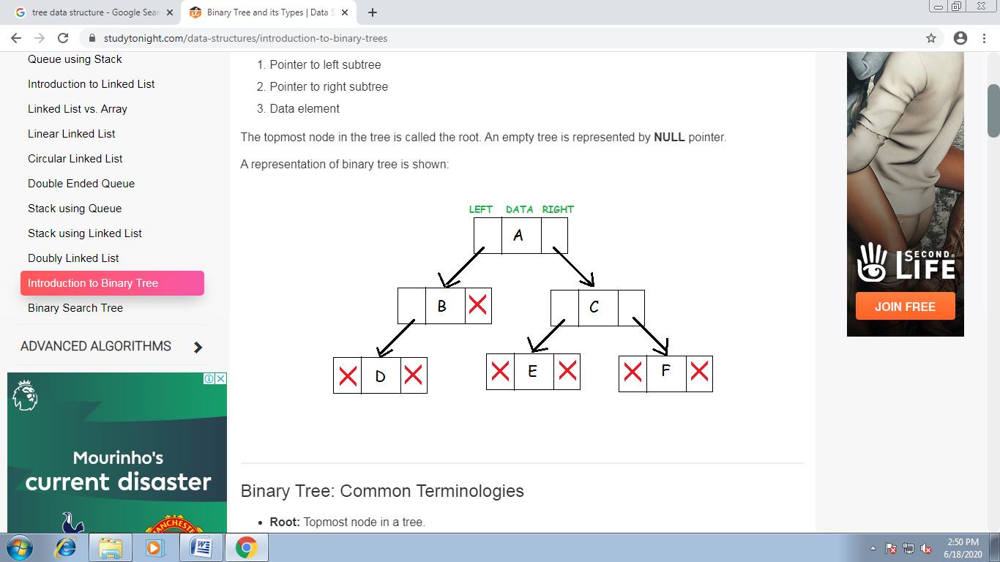 tree data structure - Google Sear
Binary Tree and its Types | Data S
studytonight.com/data-structures/introduction-to-binary-trees
Queue using Stack
Introduction to Linked List
Linked List vs. Array
Linear Linked List
Circular Linked List
Double Ended Queue
Stack using Queue
Stack using Linked List
Doubly Linked List
Introduction to Binary Tree
Binary Search Tree
ADVANCED ALGORITHMS
Mourinho's
current disaster
MANCHESTER
1. Pointer to left subtree
2. Pointer to right subtree
3. Data element
The topmost node in the tree is called the root. An empty tree is represented by NULL pointer.
A representation of binary tree is shown:
LEFT DATA RIGHT
A
B
C
D
E
F
Binary Tree: Common Terminologies
• Root: Topmost node in a tree.
SECOND
LIFE
JOIN FREE
2:50 PM
6/18/2020